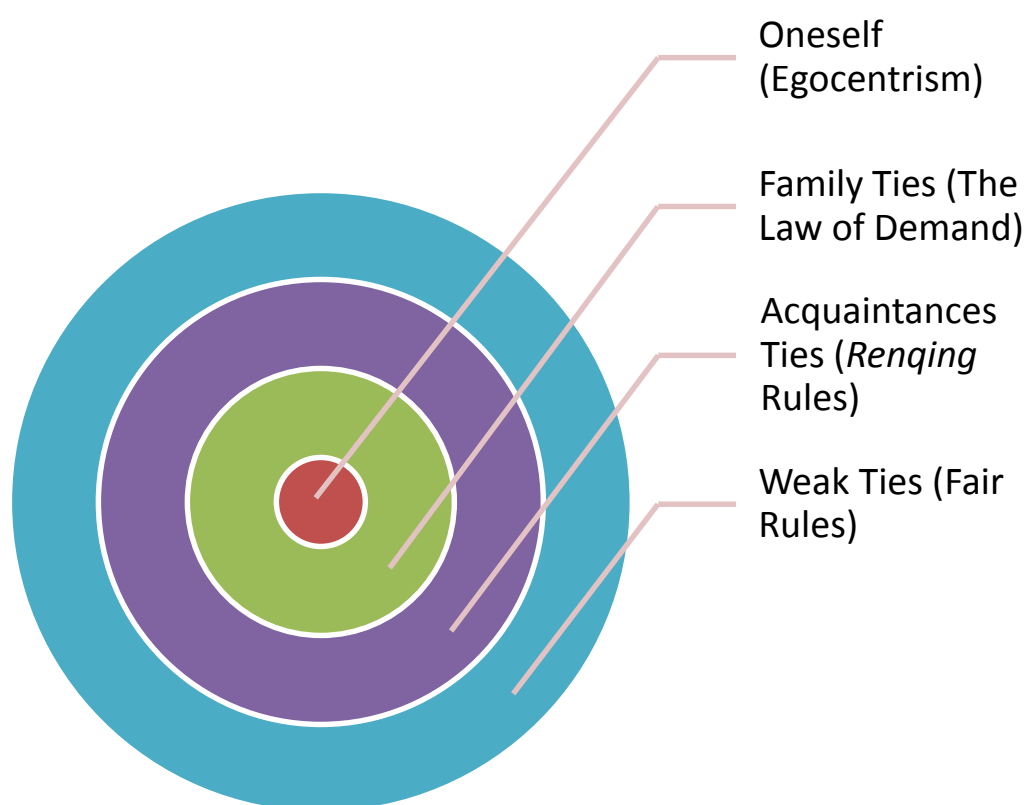 Oneself
(Egocentrism)
Family Ties (The
Law of Demand)
Acquaintances
Ties (Renqing
Rules)
Weak Ties (Fair
Rules)